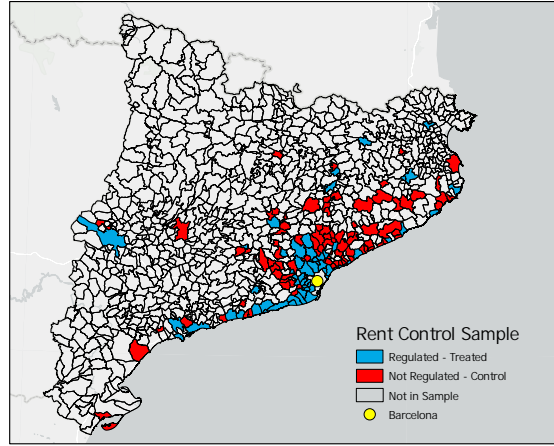 Rent Control Sample
Regulated - Treated
Not Regulated - Control
Not in Sample
Barcelona